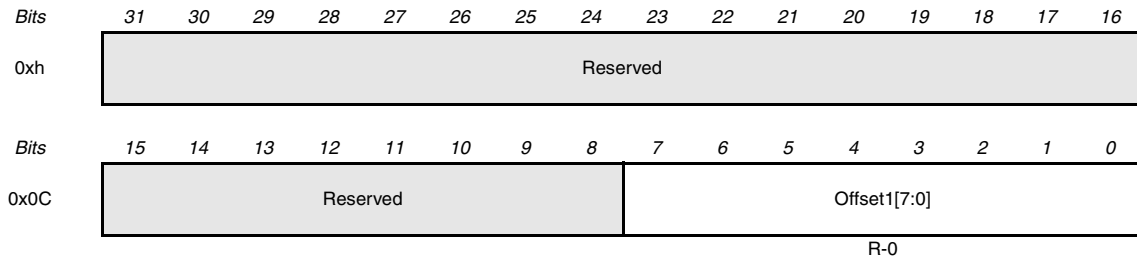 Bits 31 30 29 28 27 26 25 24 23 22 21 20 19 18 17 16
0xh Reserved
Bits 15 14 13 12 11 10 9 8 7 6 5 4 3 2 1 0
0x0C Reserved Offset1[7:0]
R-0